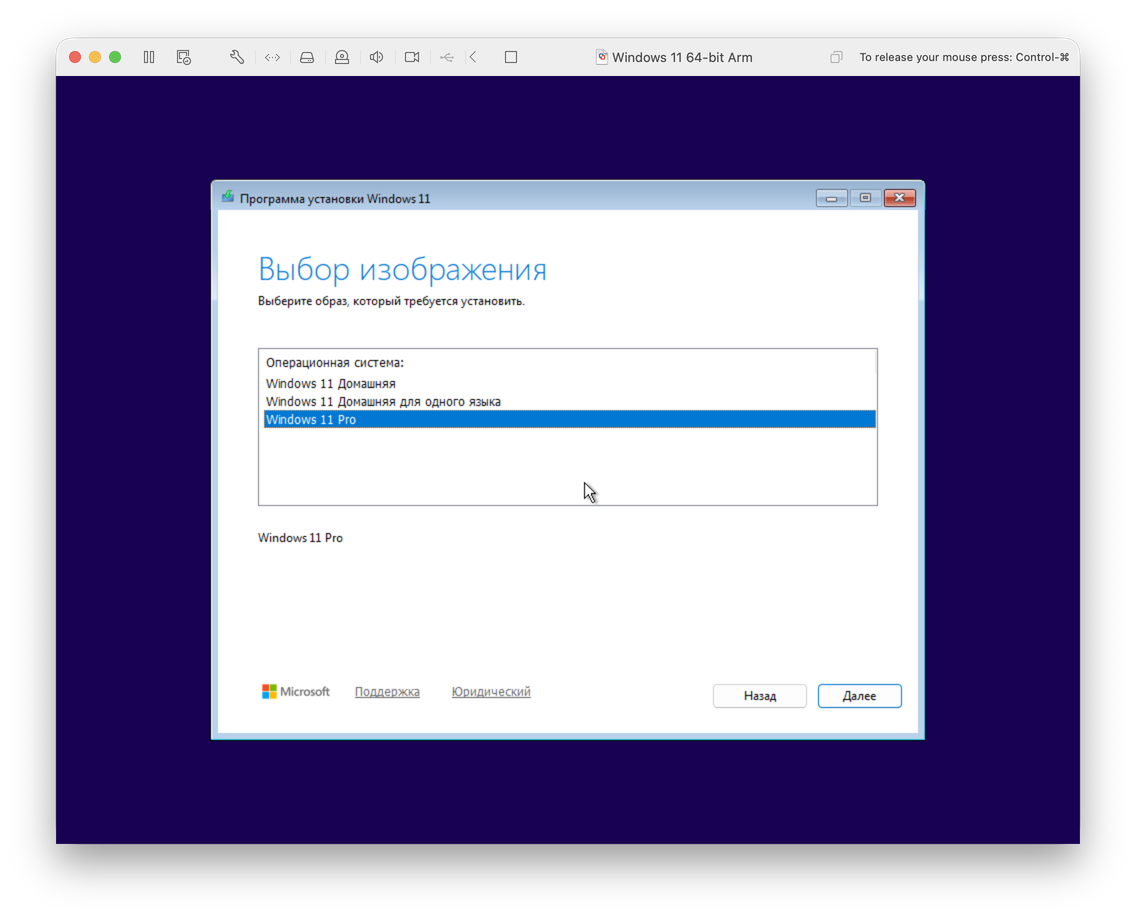 Windows 11 64-bit Arm
To release your mouse press: Control-⌘
Программа установки Windows 11
Выбор изображения
Выберите образ, который требуется установить.
Операционная система:
Windows 11 Домашняя
Windows 11 Домашняя для одного языка
Windows 11 Pro
Windows 11 Pro
Microsoft
Поддержка
Юридический
Назад
Далее